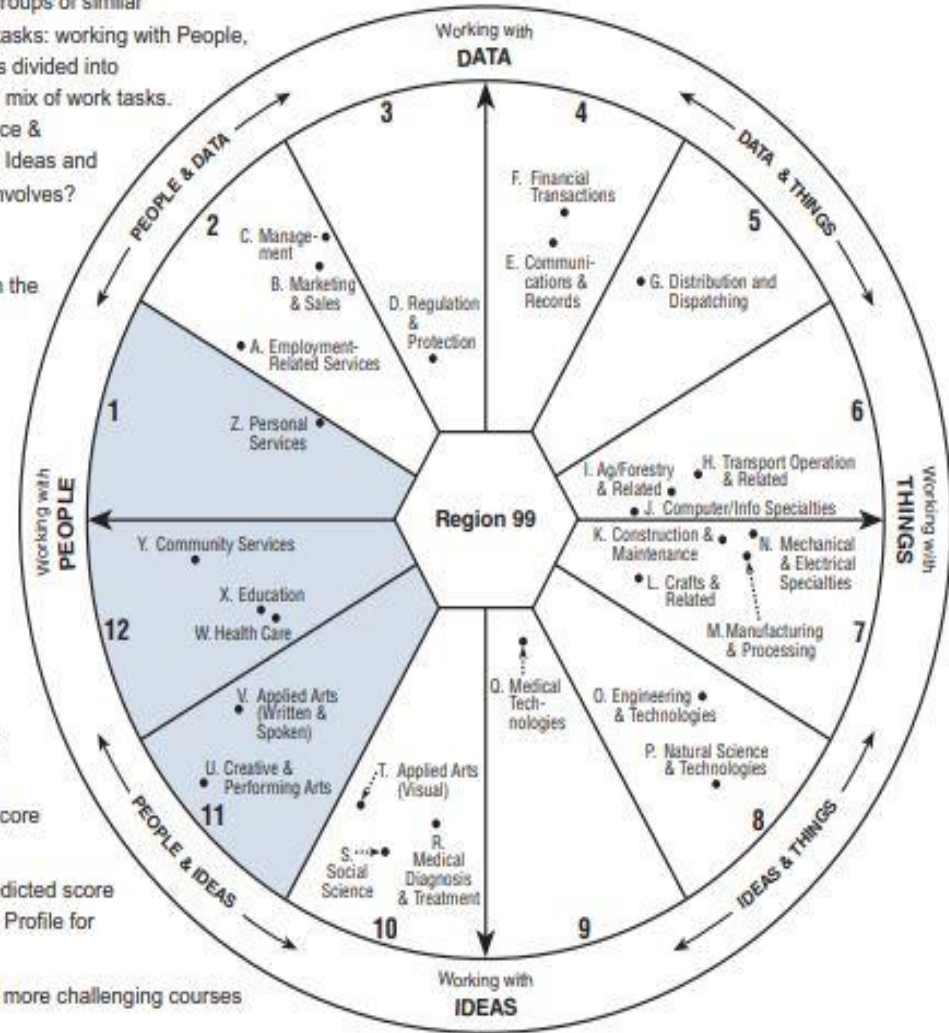 groups of similar
tasks: working with People,
s divided into
mix of work tasks.
ce &
Ideas and
nvolves?
n the
core
dicted score
Profile for
more challenging courses
Working with
DATA
PEOPLE & DATA
DATA & THINGS
Working with
PEOPLE
Working with
THINGS
PEOPLE & IDEAS
IDEAS & THINGS
Working with
IDEAS
1
2
3
4
5
6
7
8
9
10
11
12
Region 99
C. Manage-
ment
B. Marketing
& Sales
A. Employment-
Related Services
D. Regulation
&
Protection
F. Financial
Transactions
E. Communi-
cations &
Records
G. Distribution and
Dispatching
Z. Personal
Services
I. Ag/Forestry
& Related
H. Transport Operation
& Related
J. Computer/Info Specialties
K. Construction &
Maintenance
N. Mechanical
& Electrical
Specialties
L. Crafts &
Related
M. Manufacturing
& Processing
Y. Community Services
X. Education
W. Health Care
V. Applied Arts
(Written &
Spoken)
U. Creative &
Performing Arts
Q. Medical
Tech-
nologies
O. Engineering
& Technologies
P. Natural Science
& Technologies
T. Applied Arts
(Visual)
S.
Social
Science
R.
Medical
Diagnosis
& Treatment